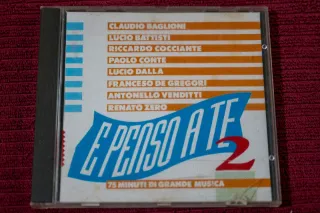 CLAUDIO BAGLIONI
LUCIO BATTISTI
RICCARDO COCCIANTE
PAOLO CONTE
LUCIO DALLA
FRANCESO DE GREGORI
ANTONELLO VENDITTI
RENATO ZERO
E PENSO A TE
2
75 MINUTI DI GRANDE MUSICA